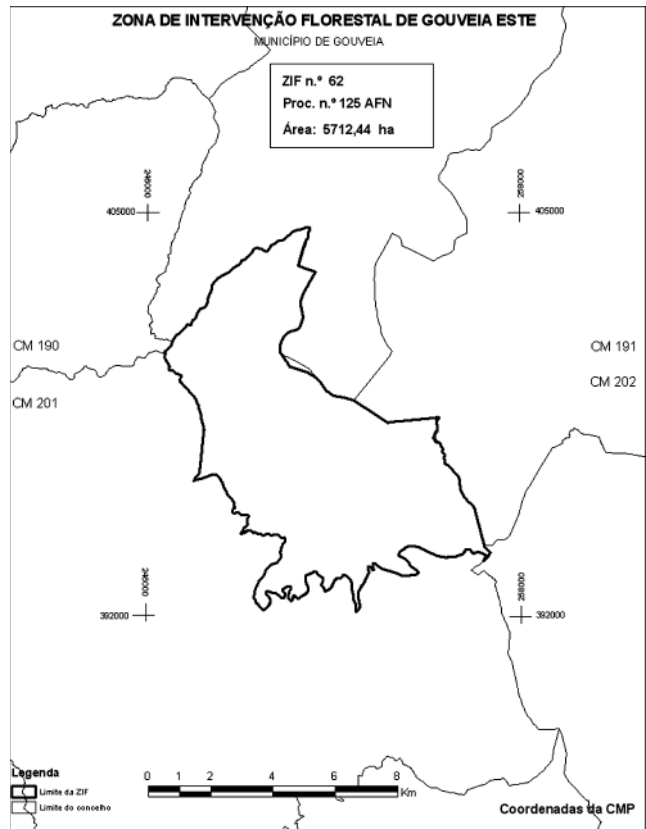 ZONA DE INTERVENÇÃO FLORESTAL DE GOUVEIA ESTE
MUNICÍPIO DE GOUVEIA
ZIF n.º 62
Proc. n.º 125 AFN
Área: 5712,44 ha
246000
258000
405000
405000
CM 190
CM 191
CM 202
CM 201
246000
258000
392000
392000
Legenda
Limite da ZIF
Limite do concelho
0 1 2 4 6 8
Km
Coordenadas da CMP